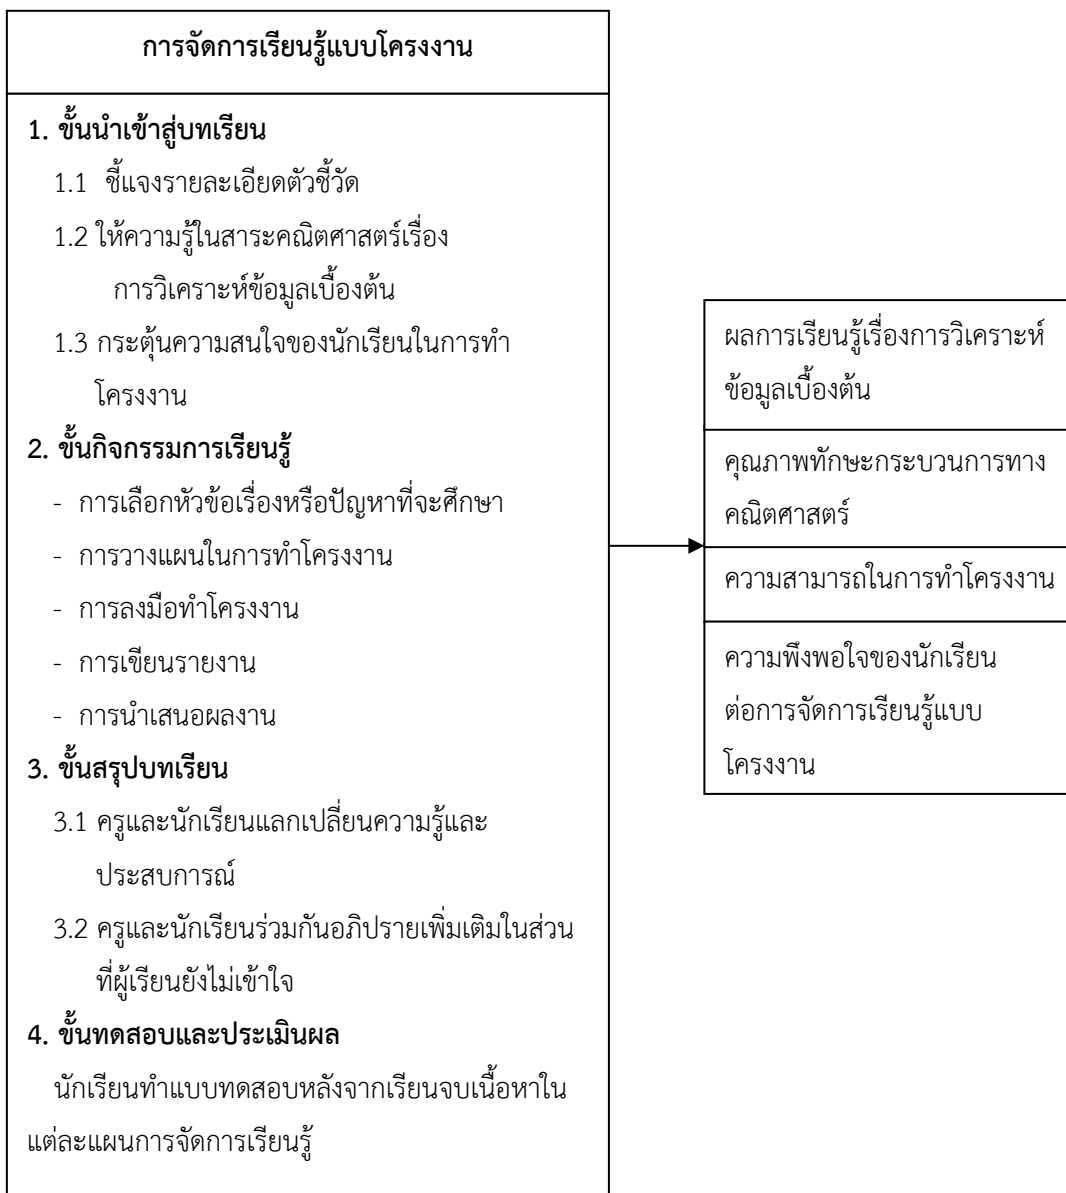 การจัดการเรียนรู้แบบโครงงาน
1. ขั้นนำเข้าสู่บทเรียน
1.1 ชี้แจงรายละเอียดตัวชี้วัด
1.2 ให้ความรู้ในสาระคณิตศาสตร์เรื่อง
การวิเคราะห์ข้อมูลเบื้องต้น
1.3 กระตุ้นความสนใจของนักเรียนในการทำ
โครงงาน
2. ขั้นกิจกรรมการเรียนรู้
- การเลือกหัวข้อเรื่องหรือปัญหาที่จะศึกษา
- การวางแผนในการทำโครงงาน
- การลงมือทำโครงงาน
- การเขียนรายงาน
- การนำเสนอผลงาน
3. ขั้นสรุปบทเรียน
3.1 ครูและนักเรียนแลกเปลี่ยนความรู้และ
ประสบการณ์
3.2 ครูและนักเรียนร่วมกันอภิปรายเพิ่มเติมในส่วน
ที่ผู้เรียนยังไม่เข้าใจ
4. ขั้นทดสอบและประเมินผล
นักเรียนทำแบบทดสอบหลังจากเรียนจบเนื้อหาใน
แต่ละแผนการจัดการเรียนรู้
ผลการเรียนรู้เรื่องการวิเคราะห์
ข้อมูลเบื้องต้น
คุณภาพทักษะกระบวนการทาง
คณิตศาสตร์
ความสามารถในการทำโครงงาน
ความพึงพอใจของนักเรียน
ต่อการจัดการเรียนรู้แบบ
โครงงาน